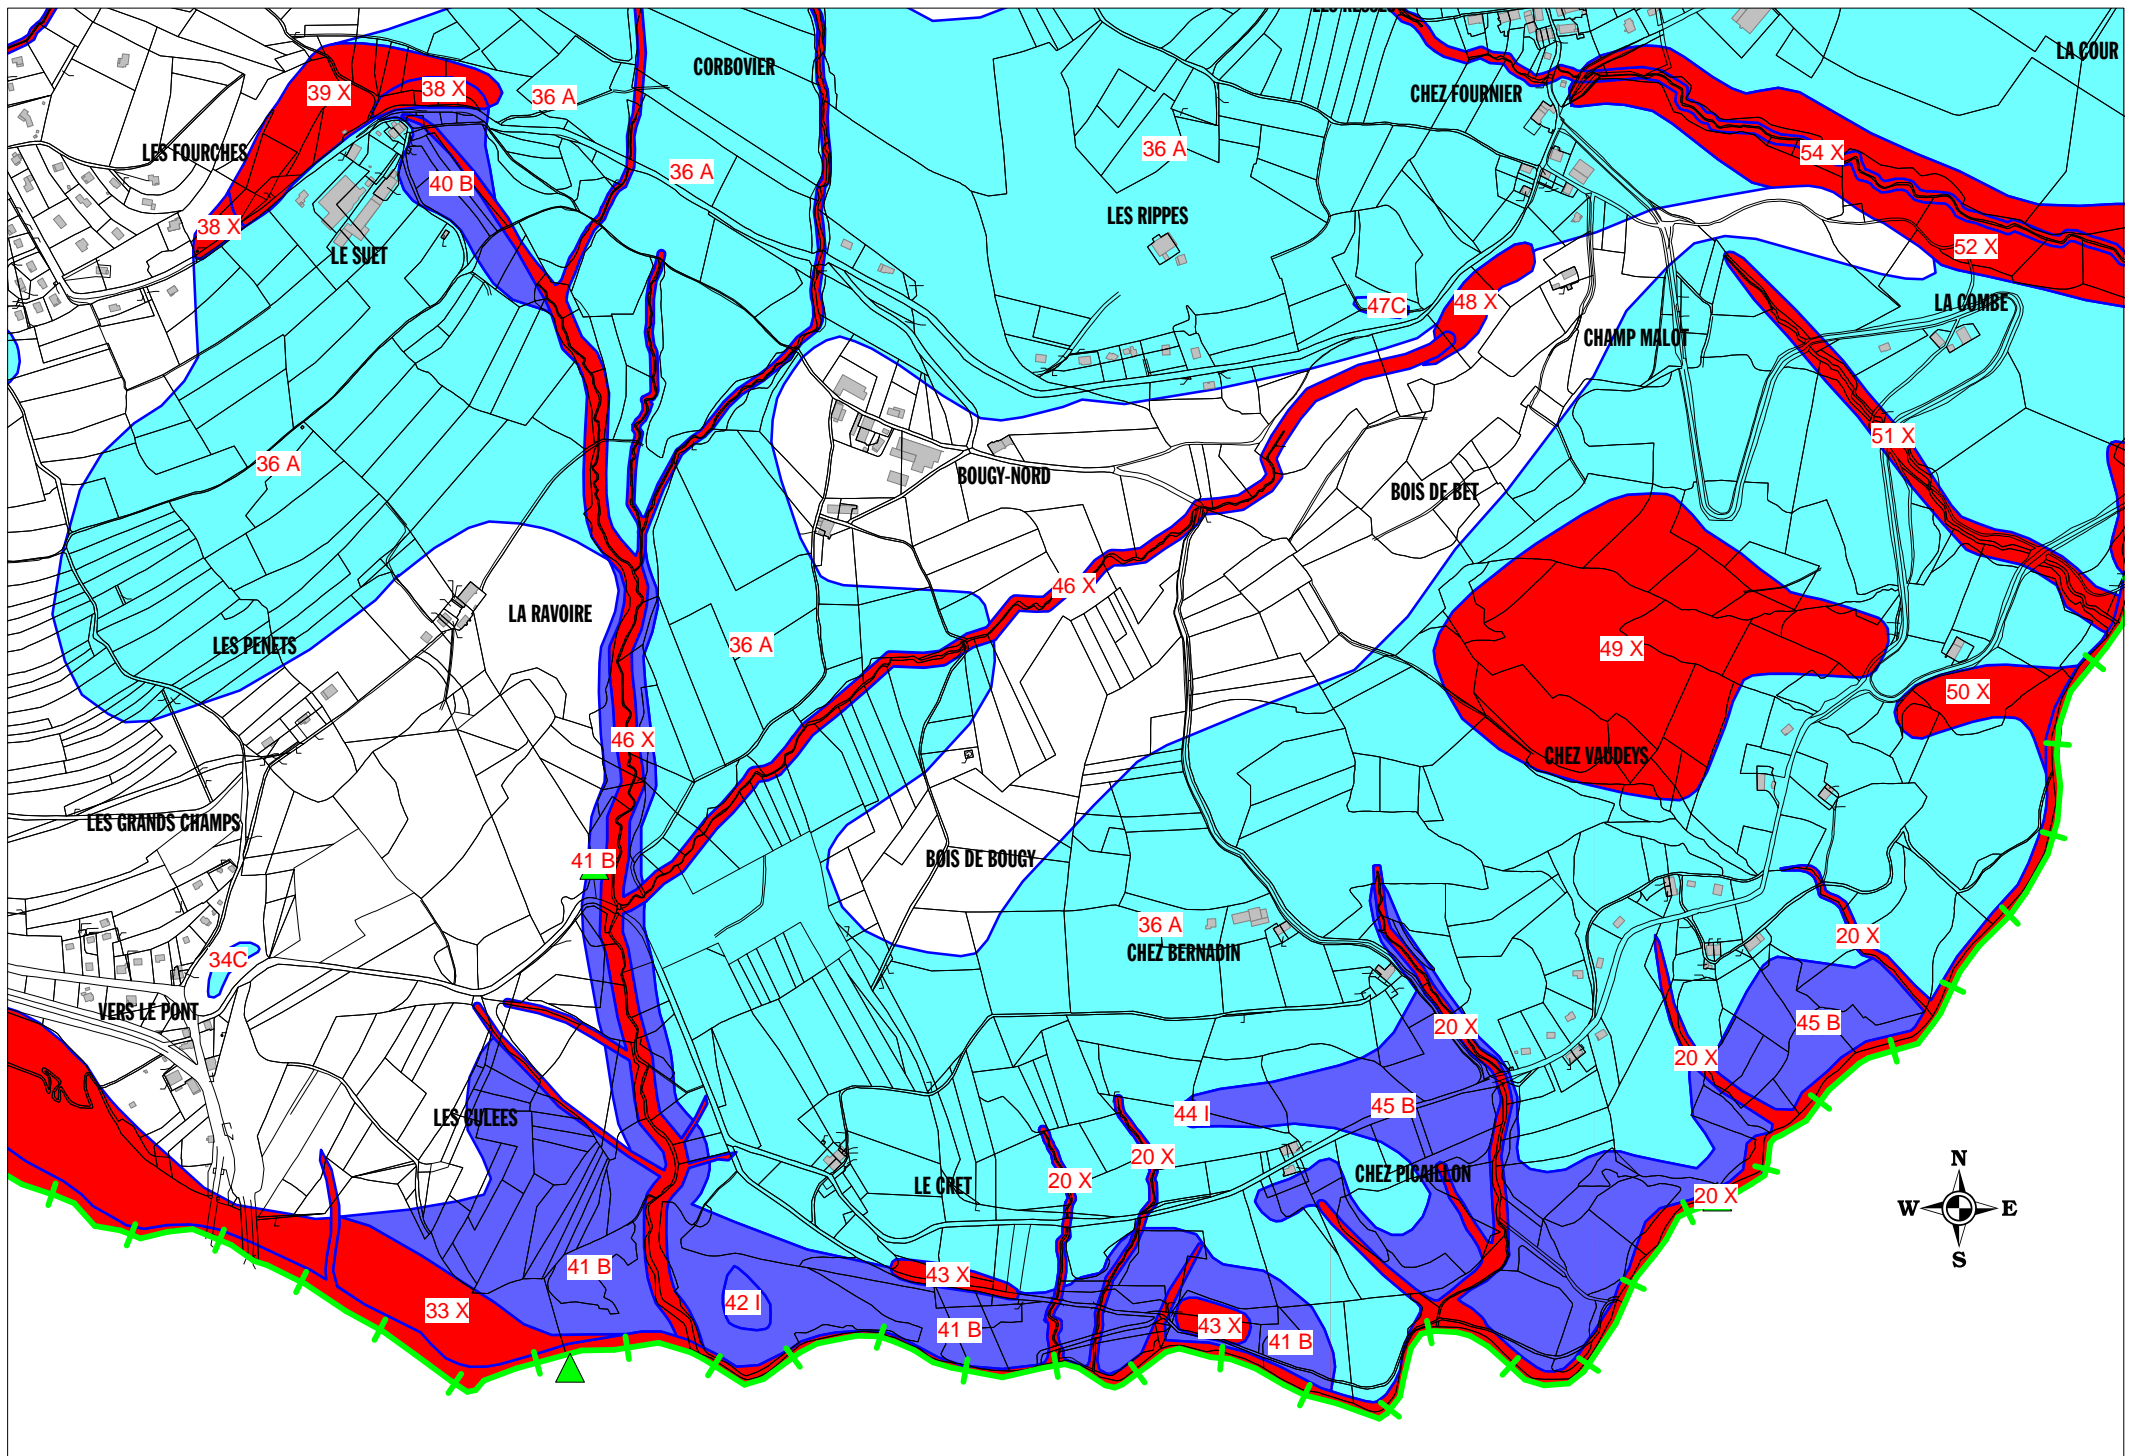 LA COUR
CORBOVIER
39 X
38 X
36 A
CHEZ FOURNIER
LES FOURCHES
36 A
54 X
36 A
40 B
LES RIPPES
38 X
LE SUET
52 X
47C
48 X
LA COMBE
CHAMP MALOT
51 X
36 A
BOUGY-NORD
BOIS DE BET
46 X
LA RAVOIRE
LES PENETS
36 A
49 X
50 X
46 X
CHEZ VAUDEYS
LES GRANDS CHAMPS
41 B
BOIS DE BOUGY
36 A
20 X
CHEZ BERNADIN
34C
VERS LE PONT
20 X
45 B
20 X
LES CULEES
44 I
45 B
20 X
CHEZ PICAILLON
N
20 X
LE CRET
20 X
W
E
S
41 B
43 X
42 I
33 X
41 B
43 X
41 B